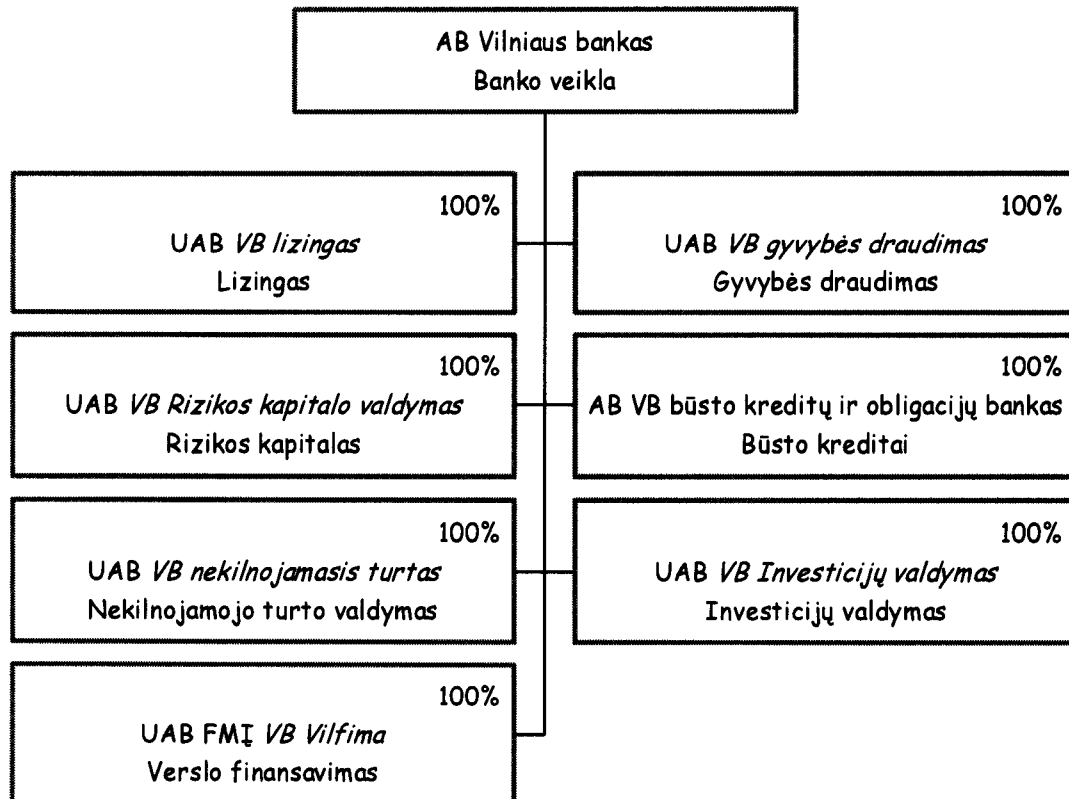 AB Vilniaus bankas
Banko veikla
100%
UAB VB lizingas
Lizingas
100%
UAB VB gyvybės draudimas
Gyvybės draudimas
100%
UAB VB Rizikos kapitalo valdymas
Rizikos kapitalas
100%
AB VB būsto kreditų ir obligacijų bankas
Būsto kreditai
100%
UAB VB nekilnojamasis turtas
Nekilnojamojo turto valdymas
100%
UAB VB Investicijų valdymas
Investicijų valdymas
100%
UAB FMĮ VB Vilfima
Verslo finansavimas